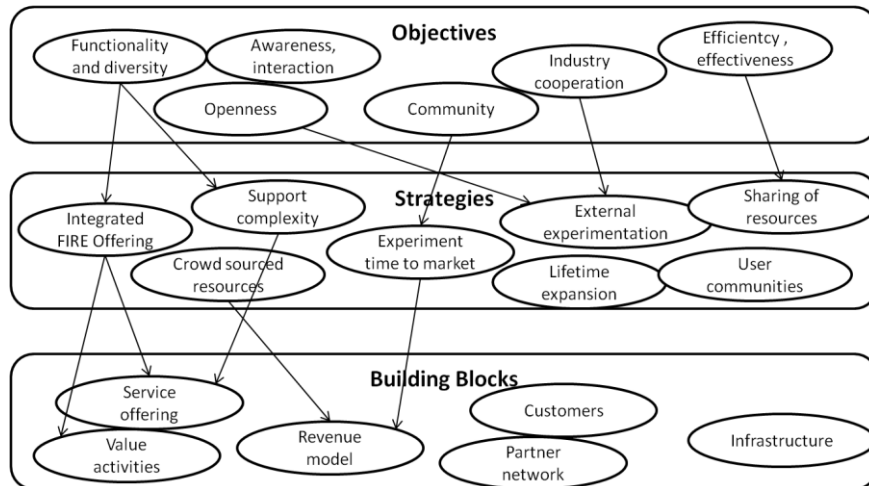 Objectives
Functionality
and diversity
Awareness,
interaction
Openness
Community
Industry
cooperation
Efficientcy ,
effectiveness
Strategies
Integrated
FIRE Offering
Support
complexity
Crowd sourced
resources
Experiment
time to market
External
experimentation
Sharing of
resources
Lifetime
expansion
User
communities
Building Blocks
Service
offering
Value
activities
Revenue
model
Customers
Partner
network
Infrastructure